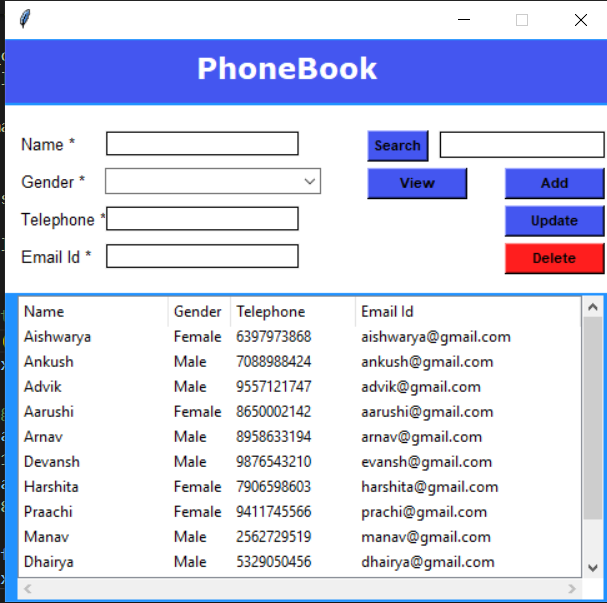 PhoneBook
Name * Search
Gender * View Add
Telephone * Update
Email Id * Delete
Name Gender Telephone Email Id
Aishwarya Female 6397973868 aishwarya@gmail.com
Ankush Male 7088988424 ankush@gmail.com
Advik Male 9557121747 advik@gmail.com
Aarushi Female 8650002142 aarushi@gmail.com
Arnav Male 8958633194 arnav@gmail.com
Devansh Male 9876543210 evansh@gmail.com
Harshita Female 7906598603 harshita@gmail.com
Praachi Female 9411745566 prachi@gmail.com
Manav Male 2562729519 manav@gmail.com
Dhairya Male 5329050456 dhairya@gmail.com